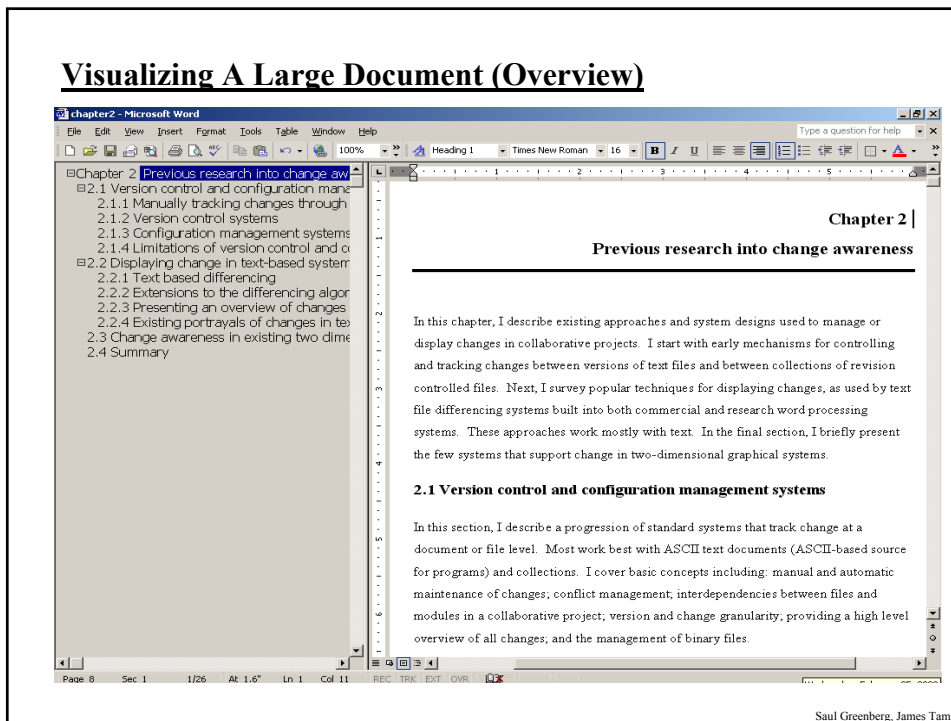 Visualizing A Large Document (Overview)
chapter2 - Microsoft Word
File Edit View Insert Format Tools Table Window Help
Type a question for help
100%
Heading 1
Times New Roman
16
B I U
Chapter 2 Previous research into change aw
2.1 Version control and configuration mana
2.1.1 Manually tracking changes through
2.1.2 Version control systems
2.1.3 Configuration management systems
2.1.4 Limitations of version control and co
2.2 Displaying change in text-based system
2.2.1 Text based differencing
2.2.2 Extensions to the differencing algor
2.2.3 Presenting an overview of changes
2.2.4 Existing portrayals of changes in tex
2.3 Change awareness in existing two dime
2.4 Summary
1 2 3 4 5
1
2
3
4
5
6
Chapter 2
Previous research into change awareness
In this chapter, I describe existing approaches and system designs used to manage or
display changes in collaborative projects. I start with early mechanisms for controlling
and tracking changes between versions of text files and between collections of revision
controlled files. Next, I survey popular techniques for displaying changes, as used by text
file differencing systems built into both commercial and research word processing
systems. These approaches work mostly with text. In the final section, I briefly present
the few systems that support change in two-dimensional graphical systems.
2.1 Version control and configuration management systems
In this section, I describe a progression of standard systems that track change at a
document or file level. Most work best with ASCII text documents (ASCII-based source
for programs) and collections. I cover basic concepts including: manual and automatic
maintenance of changes; conflict management; interdependencies between files and
modules in a collaborative project; version and change granularity; providing a high level
overview of all changes; and the management of binary files.
Page 8 Sec 1 1/26 At 1.6" Ln 1 Col 11 REC TRK EXT OVR
Saul Greenberg, James Tam